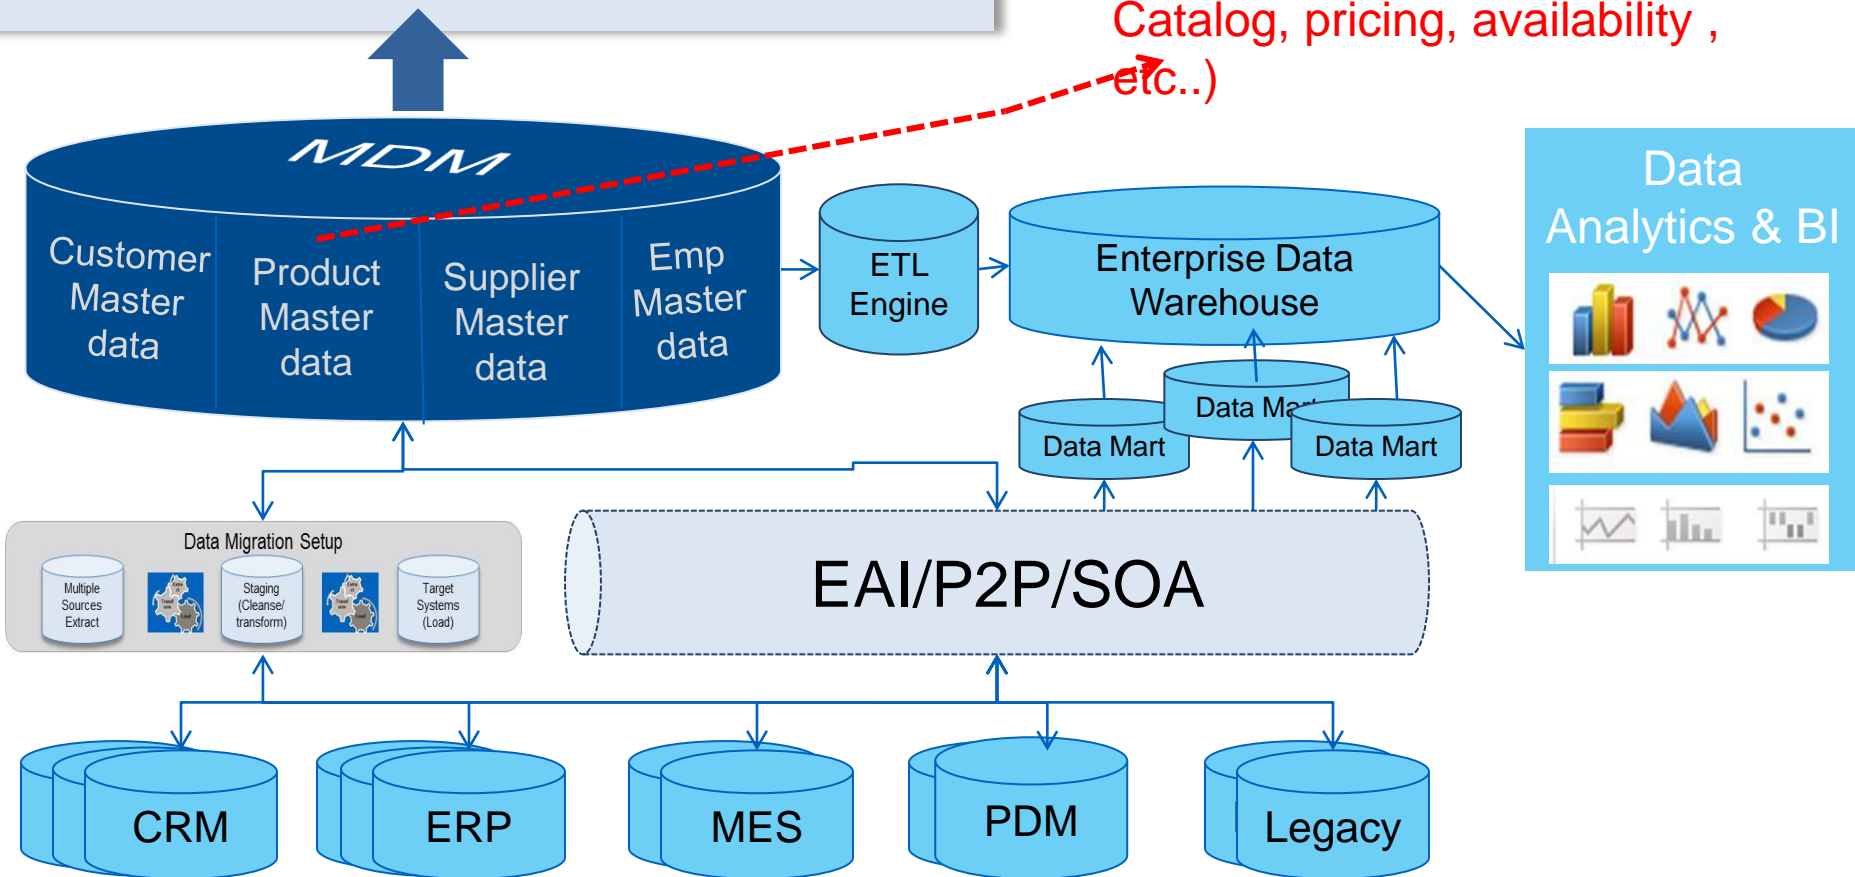 Catalog, pricing, availability ,
etc..)
MDM
Customer
Master
data
Product
Master
data
Supplier
Master
data
Emp
Master
data
ETL
Engine
Enterprise Data
Warehouse
Data
Analytics & BI
Data Mart
Data Mart
Data Mart
Data Migration Setup
Multiple
Sources
Extract
Staging
(Cleanse/
transform)
Target
Systems
(Load)
EAI/P2P/SOA
CRM
ERP
MES
PDM
Legacy